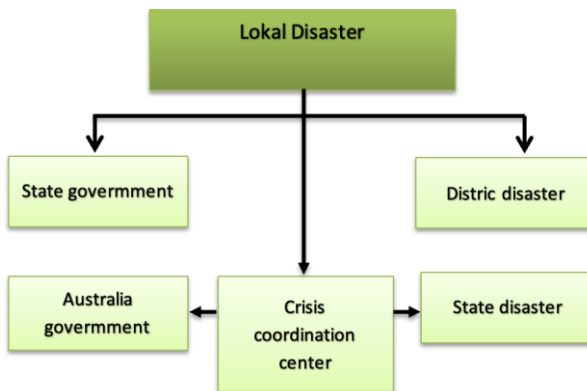 Lokal Disaster
State govermment
Distric disaster
Australia
govermment
Crisis
coordination
center
State disaster